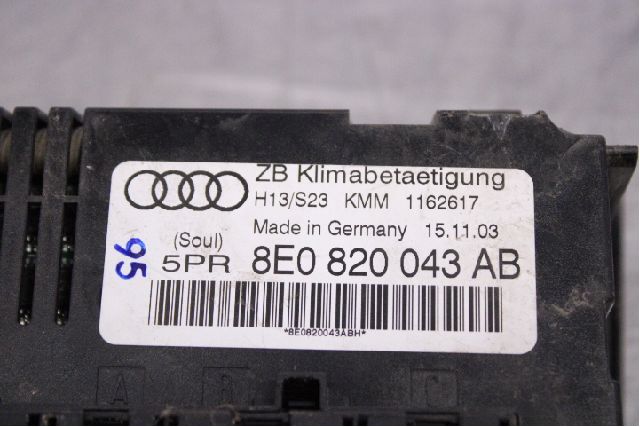 ZB Klimabetaetigung
H13/S23 KMM 1162617
Made in Germany 15.11.03
(Soul)
5PR 8E0 820 043 AB
95
*8E0820043ABH*
A B C